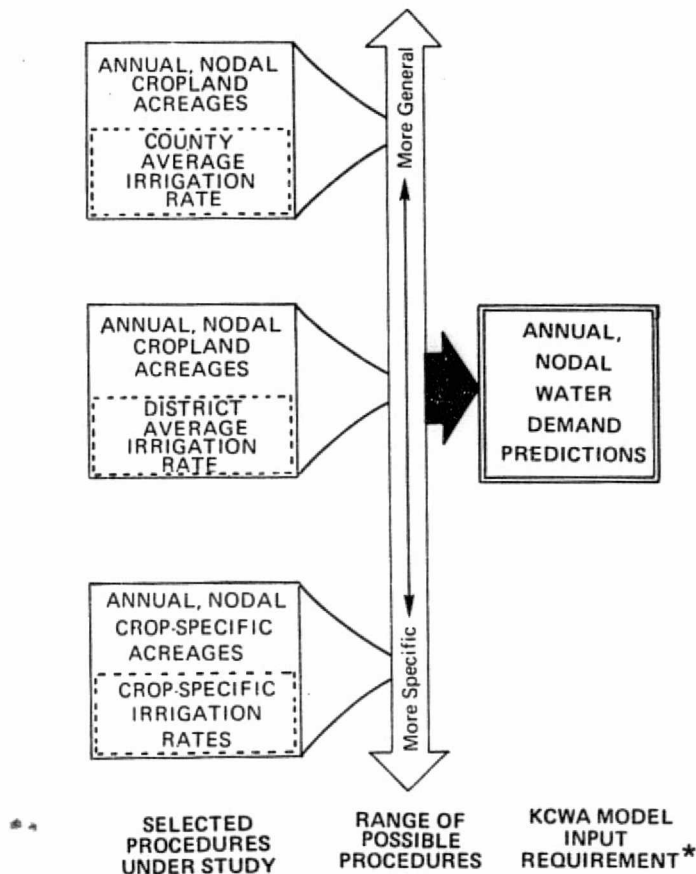 ANNUAL, NODAL
CROPLAND
ACREAGES
COUNTY
AVERAGE
IRRIGATION
RATE
ANNUAL, NODAL
CROPLAND
ACREAGES
DISTRICT
AVERAGE
IRRIGATION
RATE
ANNUAL, NODAL
CROP-SPECIFIC
ACREAGES
CROP-SPECIFIC
IRRIGATION
RATES
More General
More Specific
ANNUAL,
NODAL
WATER
DEMAND
PREDICTIONS
SELECTED
PROCEDURES
UNDER STUDY
RANGE OF
POSSIBLE
PROCEDURES
KCWA MODEL
INPUT
REQUIREMENT*